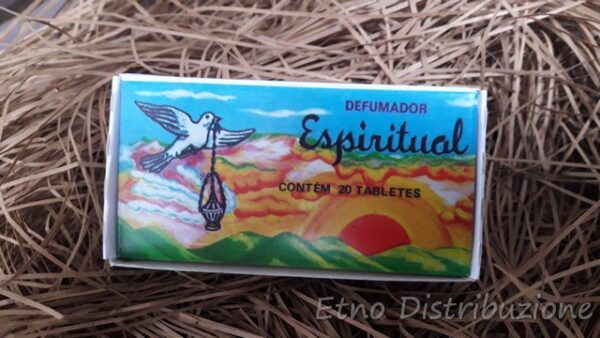 DEFUMADOR
Espiritual
CONTÉM 20 TABLETES
Etno Distribuzione